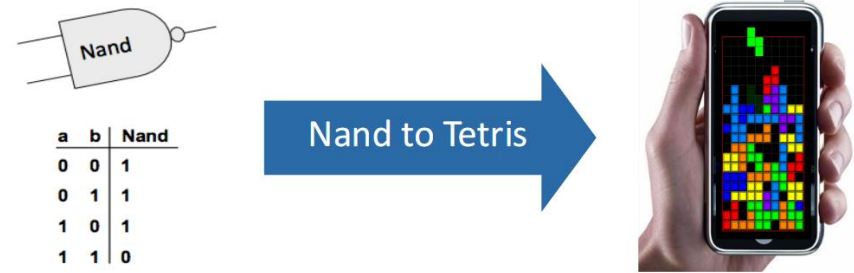 Nand
a b Nand
0 0 1
0 1 1
1 0 1
1 1 0
Nand to Tetris